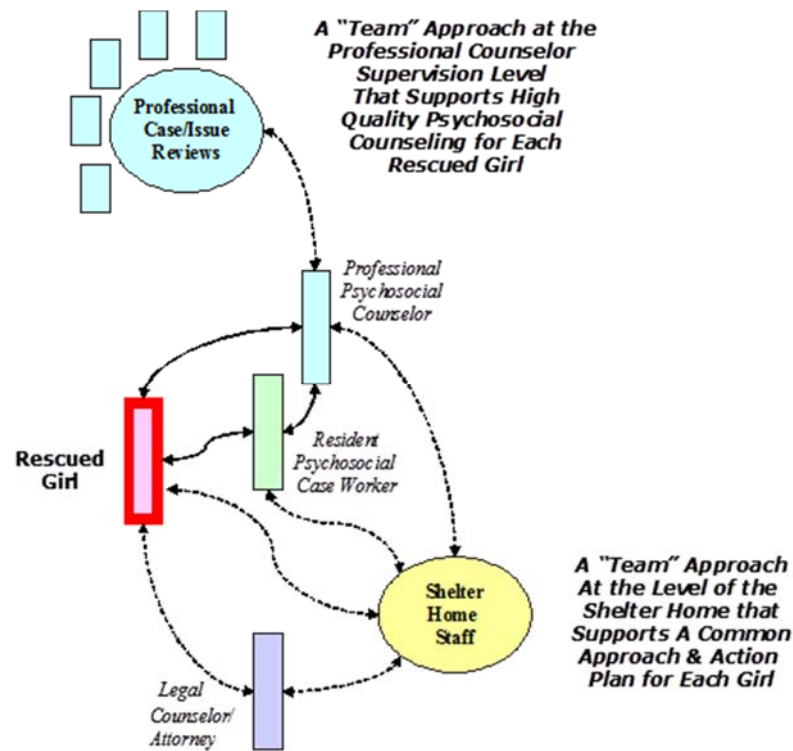 A “Team” Approach at the
Professional Counselor
Supervision Level
That Supports High
Quality Psychosocial
Counseling for Each
Rescued Girl
Professional
Case/Issue
Reviews
Professional
Psychosocial
Counselor
Resident
Psychosocial
Case Worker
Rescued
Girl
Shelter
Home
Staff
A “Team” Approach
At the Level of the
Shelter Home that
Supports A Common
Approach & Action
Plan for Each Girl
Legal
Counselor/
Attorney